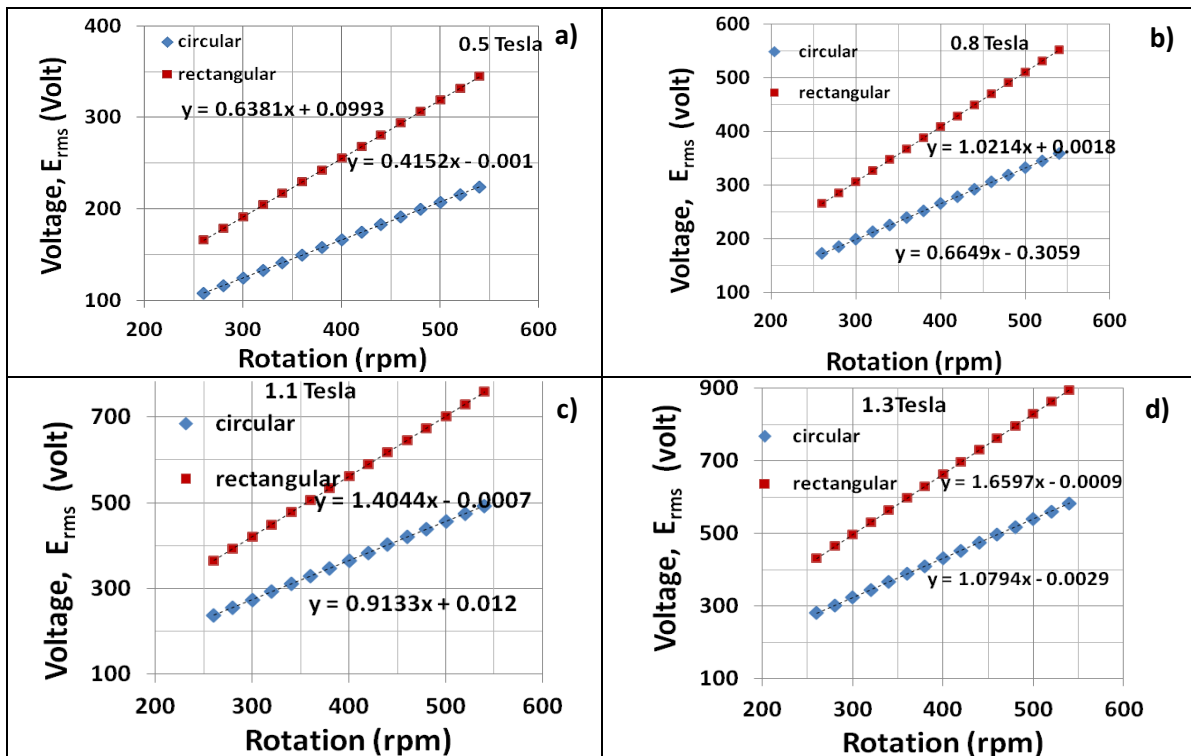 a)
0.5 Tesla
circular
rectangular
y = 0.6381x + 0.0993
y = 0.4152x - 0.001
Voltage, E_rms (Volt)
400
300
200
100
200 300 400 500 600
Rotation (rpm)
b)
0.8 Tesla
circular
rectangular
y = 1.0214x + 0.0018
y = 0.6649x - 0.3059
Voltage, E_rms (volt)
600
500
400
300
200
100
200 300 400 500 600
Rotation (rpm)
c)
1.1 Tesla
circular
rectangular
y = 1.4044x - 0.0007
y = 0.9133x + 0.012
Voltage, E_rms (volt)
700
500
300
100
200 300 400 500 600
Rotation (rpm)
d)
1.3Tesla
circular
rectangular
y = 1.6597x - 0.0009
y = 1.0794x - 0.0029
Voltage, E_rms (volt)
900
700
500
300
100
200 300 400 500 600
Rotation (rpm)